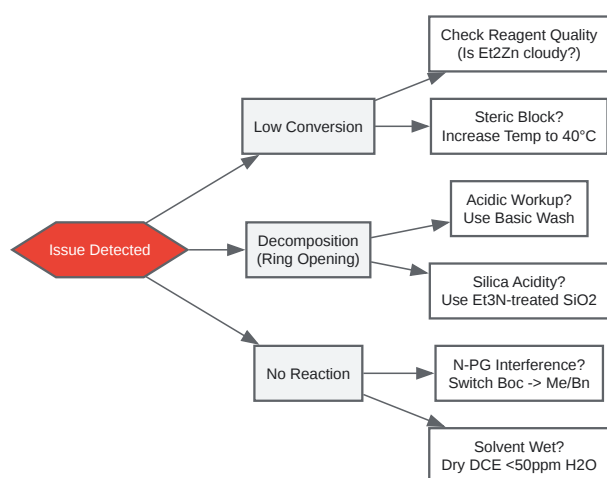 Issue Detected
Low Conversion
Check Reagent Quality
(Is Et2Zn cloudy?)
Steric Block?
Increase Temp to 40°C
Decomposition
(Ring Opening)
Acidic Workup?
Use Basic Wash
Silica Acidity?
Use Et3N-treated SiO2
No Reaction
N-PG Interference?
Switch Boc -> Me/Bn
Solvent Wet?
Dry DCE <50ppm H2O